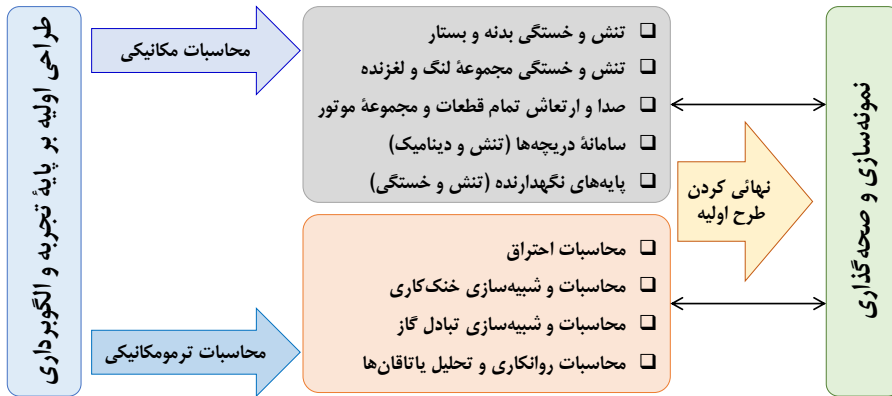 طراحی اولیه بر پایهٔ تجربه و الگوبرداری
محاسبات مکانیکی
محاسبات ترمومکانیکی
تنش و خستگی بدنه و بستار
تنش و خستگی مجموعهٔ لنگ و لغزنده
صدا و ارتعاش تمام قطعات و مجموعهٔ موتور
سامانهٔ دریچه‌ها (تنش و دینامیک)
پایه‌های نگهدارنده (تنش و خستگی)
محاسبات احتراق
محاسبات و شبیه‌سازی خنک‌کاری
محاسبات و شبیه‌سازی تبادل گاز
محاسبات روانکاری و تحلیل یاتاقان‌ها
نهائی کردن
طرح اولیه
نمونه‌سازی و صحه‌گذاری